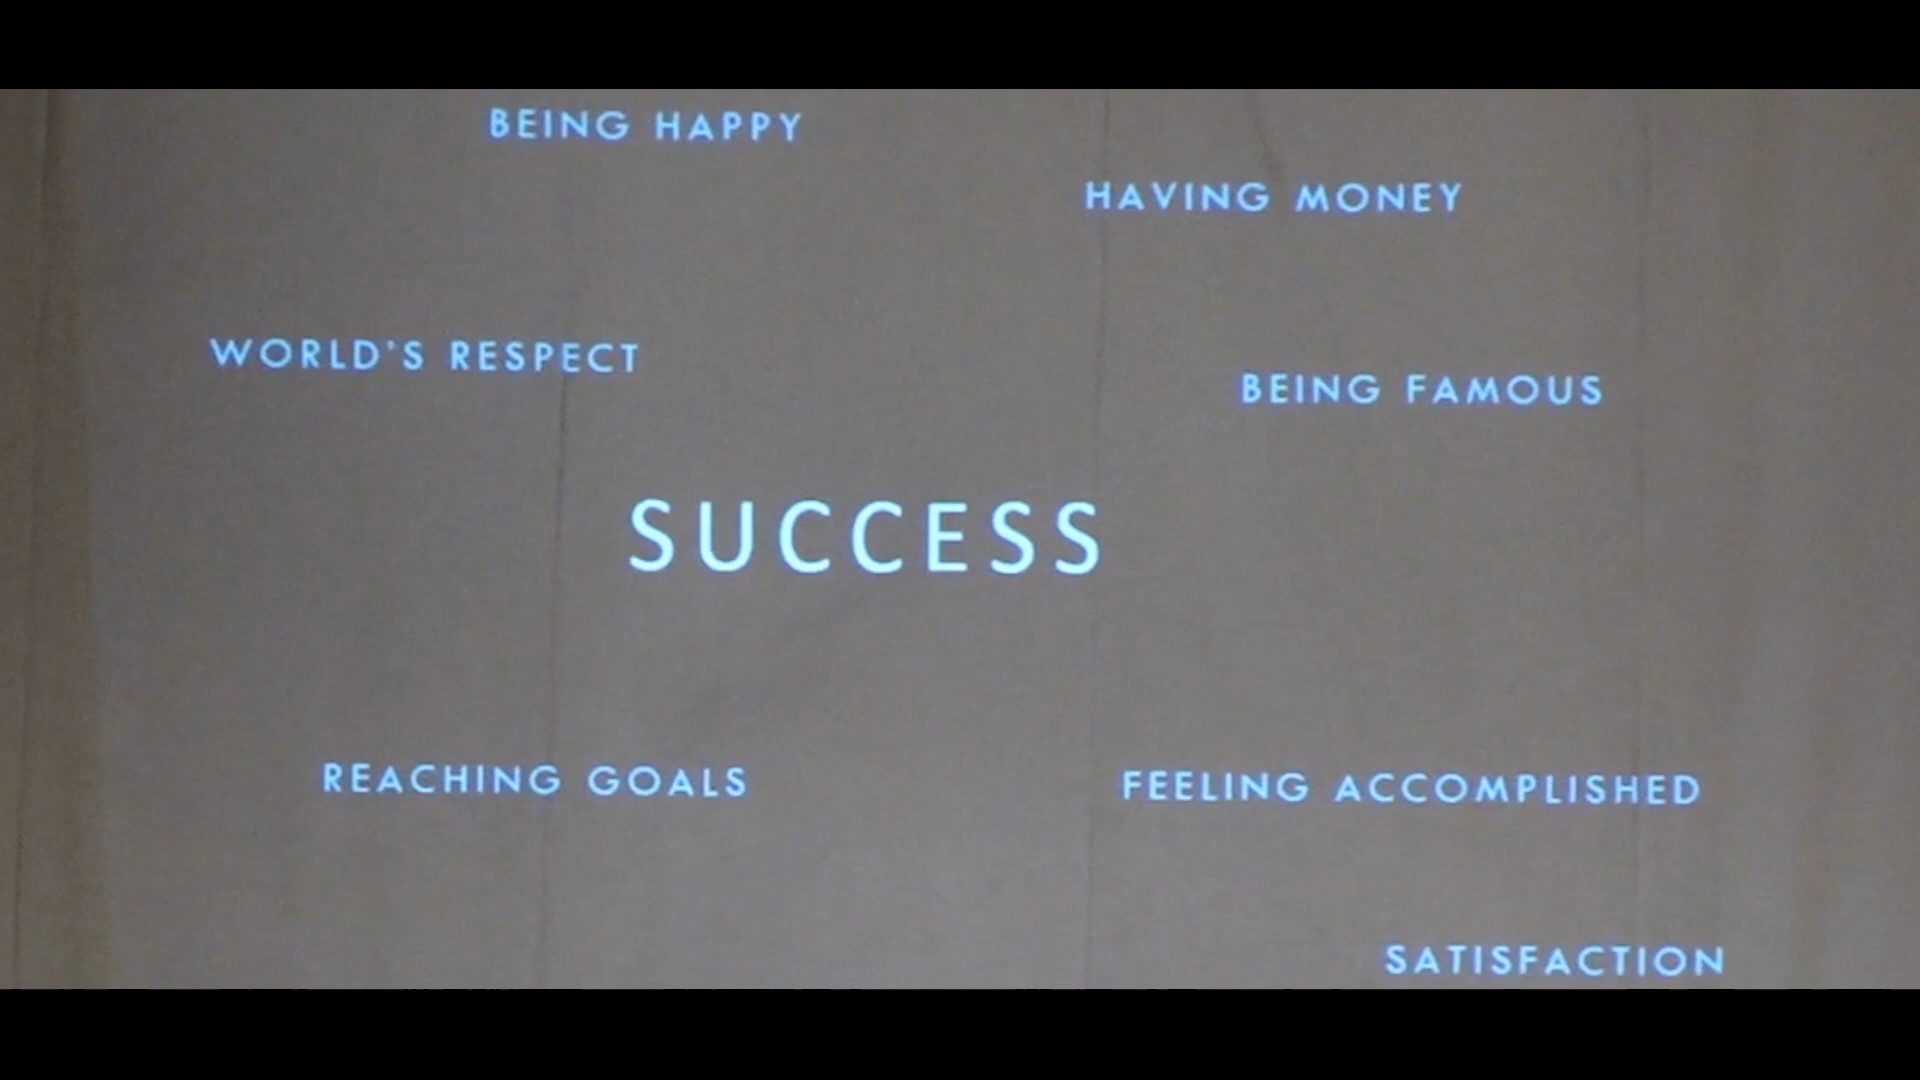 BEING HAPPY
HAVING MONEY
WORLD'S RESPECT
BEING FAMOUS
SUCCESS
REACHING GOALS
FEELING ACCOMPLISHED
SATISFACTION